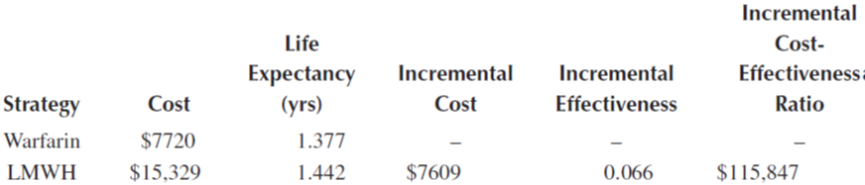 Incremental
Life Cost-
Expectancy Incremental Incremental Effectiveness
Strategy Cost (yrs) Cost Effectiveness Ratio
Warfarin $7720 1.377 – – –
LMWH $15,329 1.442 $7609 0.066 $115,847